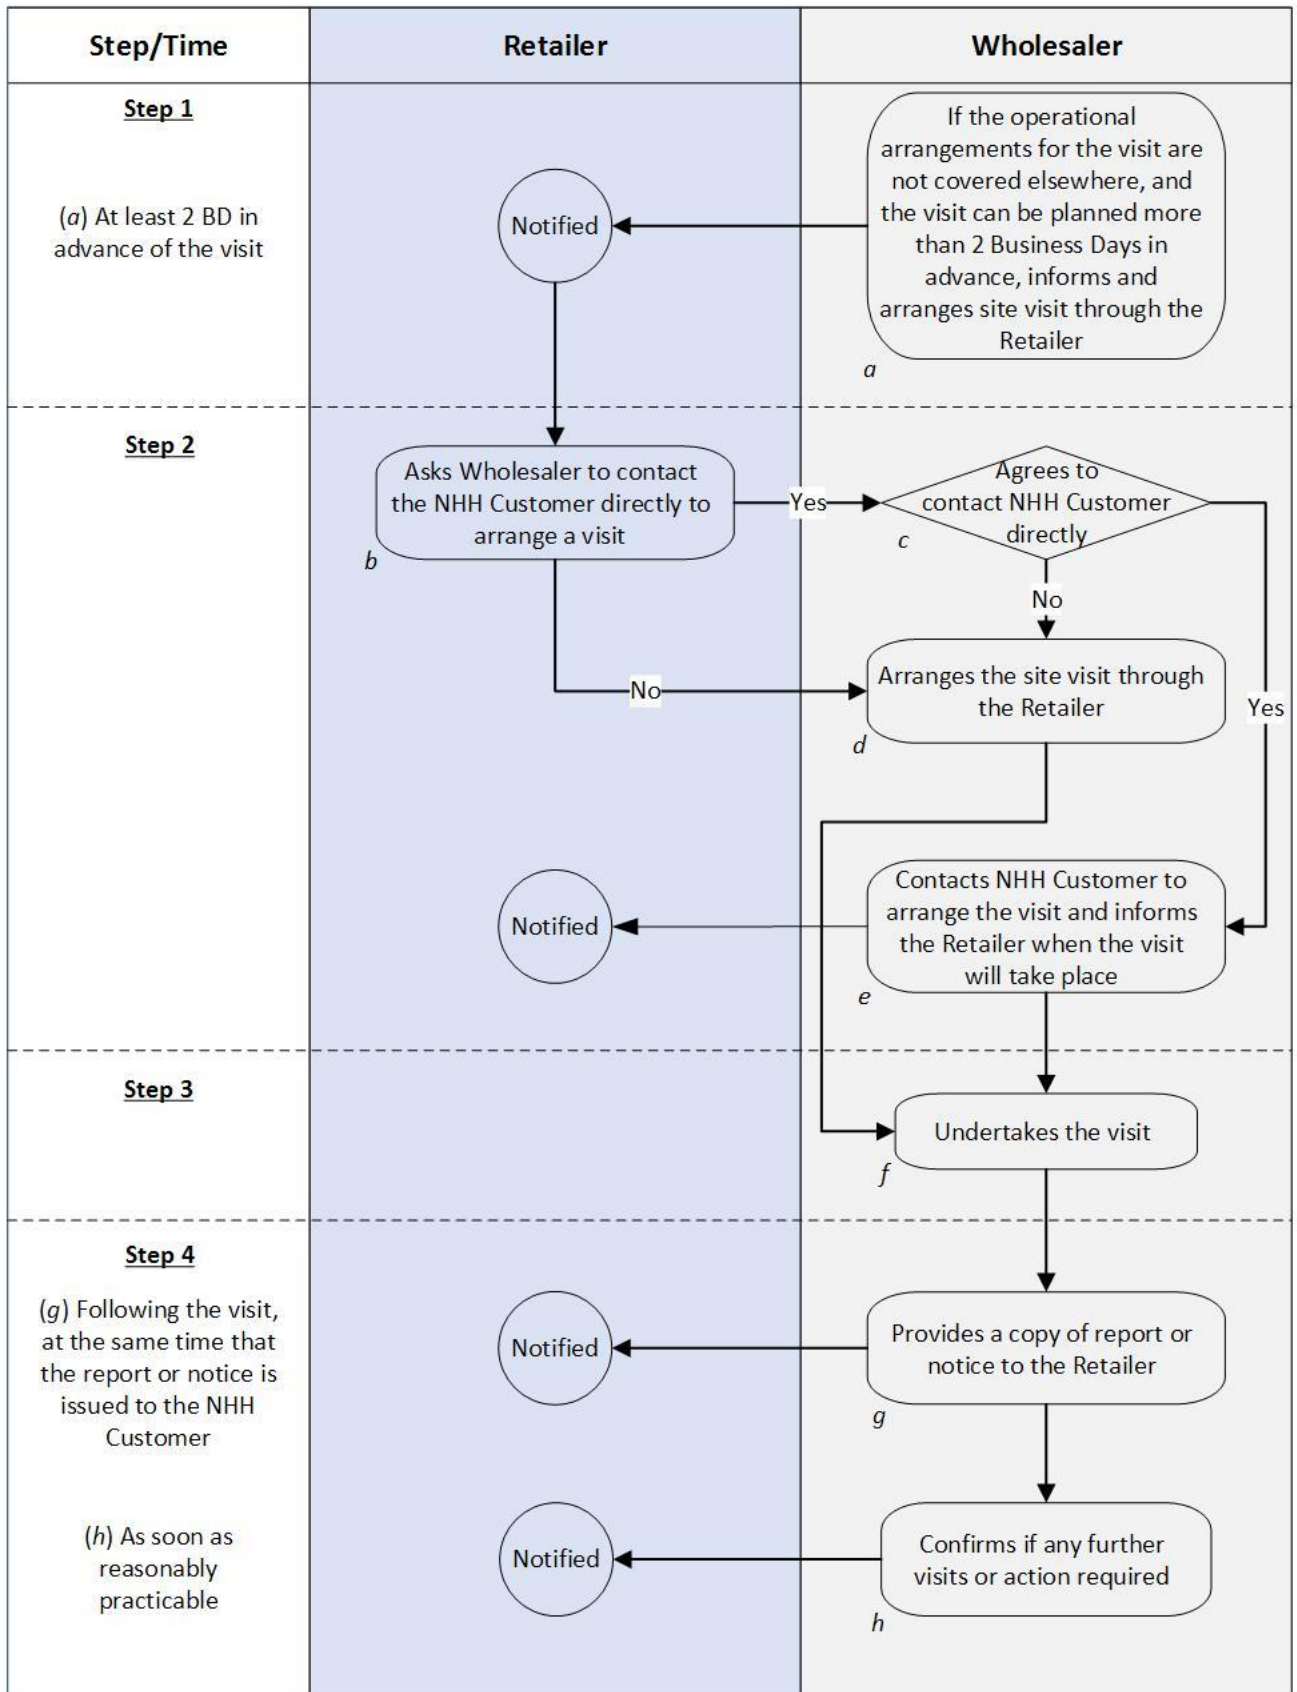 Step/Time
Retailer
Wholesaler
Step 1
(a) At least 2 BD in
advance of the visit
Notified
If the operational
arrangements for the visit are
not covered elsewhere, and
the visit can be planned more
than 2 Business Days in
advance, informs and
arranges site visit through the
Retailer
a
Step 2
Asks Wholesaler to contact
the NHH Customer directly to
arrange a visit
b
Yes
Agrees to
contact NHH Customer
directly
c
No
No
Arranges the site visit through
the Retailer
d
Yes
Notified
Contacts NHH Customer to
arrange the visit and informs
the Retailer when the visit
will take place
e
Step 3
Undertakes the visit
f
Step 4
(g) Following the visit,
at the same time that
the report or notice is
issued to the NHH
Customer
Notified
Provides a copy of report or
notice to the Retailer
g
(h) As soon as
reasonably
practicable
Notified
Confirms if any further
visits or action required
h